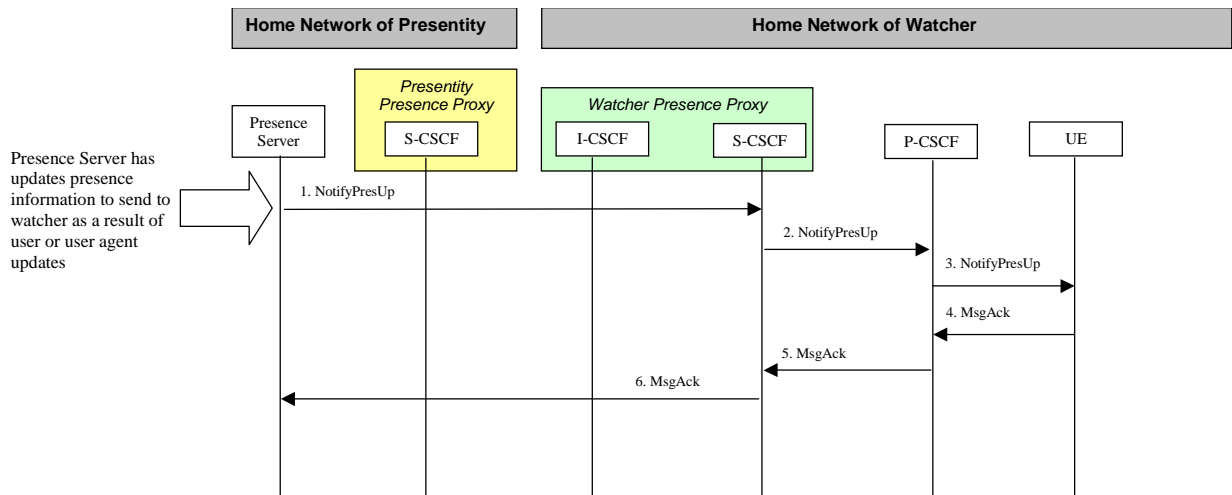 Home Network of Presentity
Home Network of Watcher
Presentity
Presence Proxy
Watcher Presence Proxy
Presence
Server
S-CSCF
I-CSCF
S-CSCF
P-CSCF
UE
Presence Server has
updates presence
information to send to
watcher as a result of
user or user agent
updates
1. NotifyPresUp
2. NotifyPresUp
3. NotifyPresUp
4. MsgAck
5. MsgAck
6. MsgAck